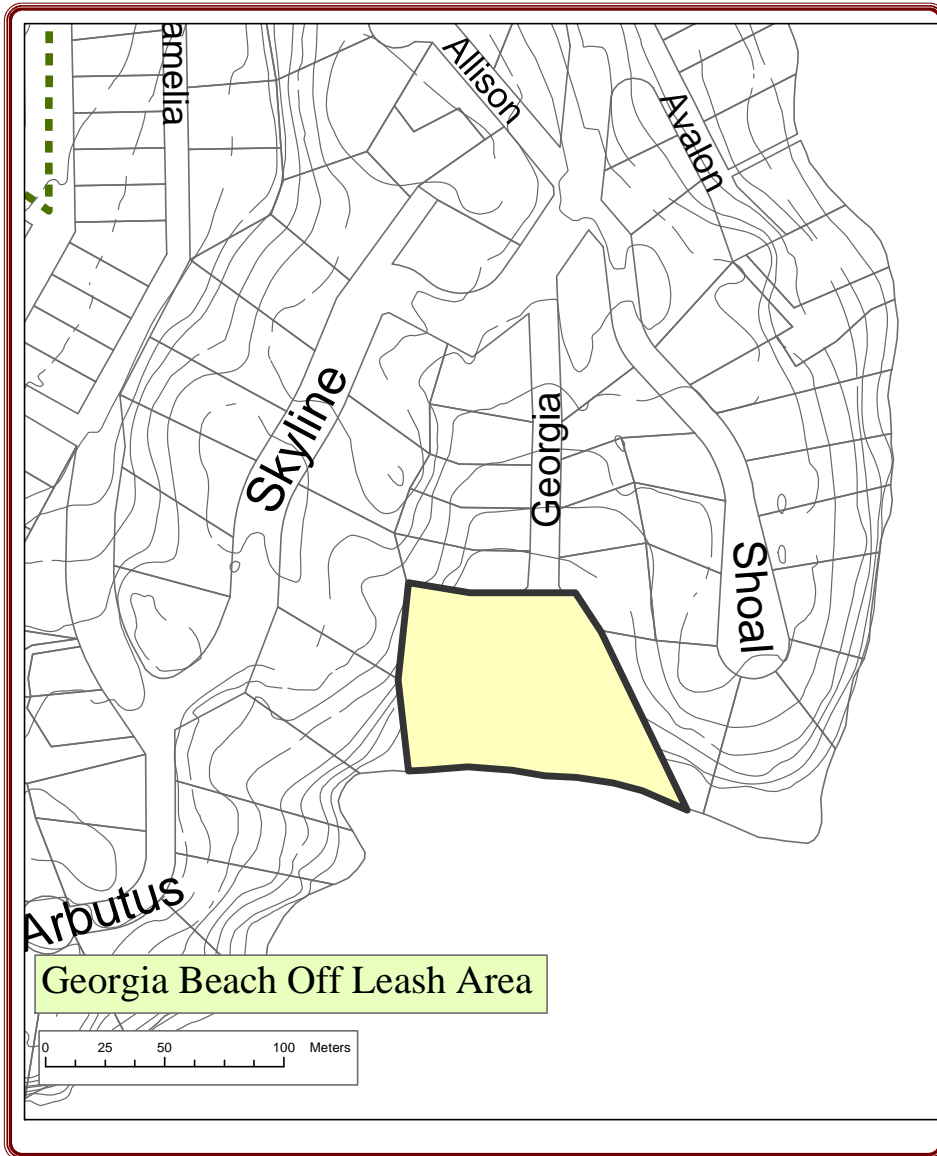 amelia
Allison
Avalon
Skyline
Georgia
Shoal
Arbutus
Georgia Beach Off Leash Area
0 25 50 100 Meters